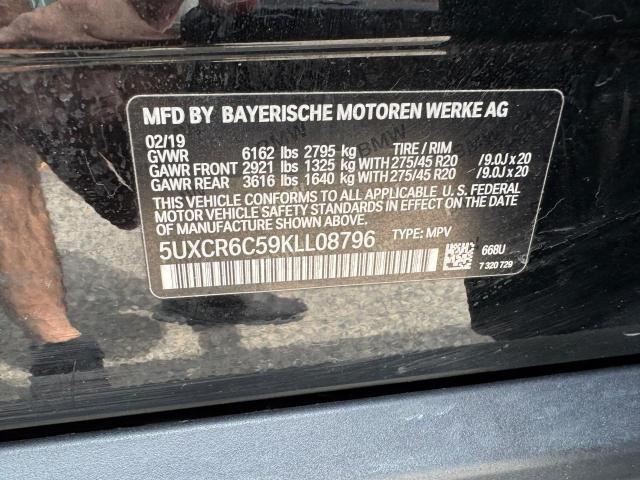 MFD BY BAYERISCHE MOTOREN WERKE AG
02/19
GVWR 6162 lbs 2795 kg TIRE / RIM
GAWR FRONT 2921 lbs 1325 kg WITH 275/45 R20 /9.0J x 20
GAWR REAR 3616 lbs 1640 kg WITH 275/45 R20 /9.0J x 20
THIS VEHICLE CONFORMS TO ALL APPLICABLE U. S. FEDERAL
MOTOR VEHICLE SAFETY STANDARDS IN EFFECT ON THE DATE
OF MANUFACTURE SHOWN ABOVE.
5UXCR6C59KLL08796 TYPE: MPV
668U
7 320 729